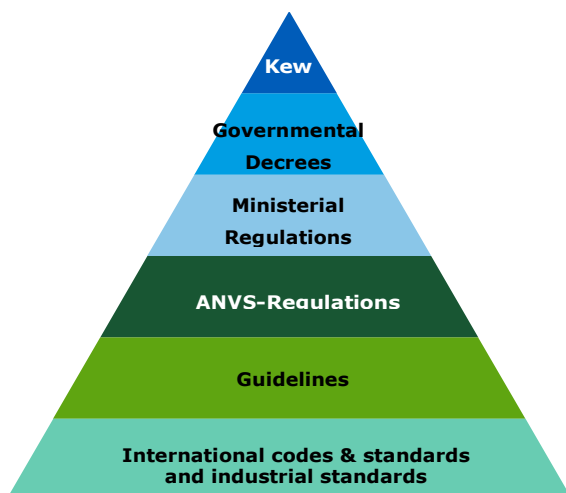 Kew
Governmental
Decrees
Ministerial
Regulations
ANVS-Regulations
Guidelines
International codes & standards
and industrial standards